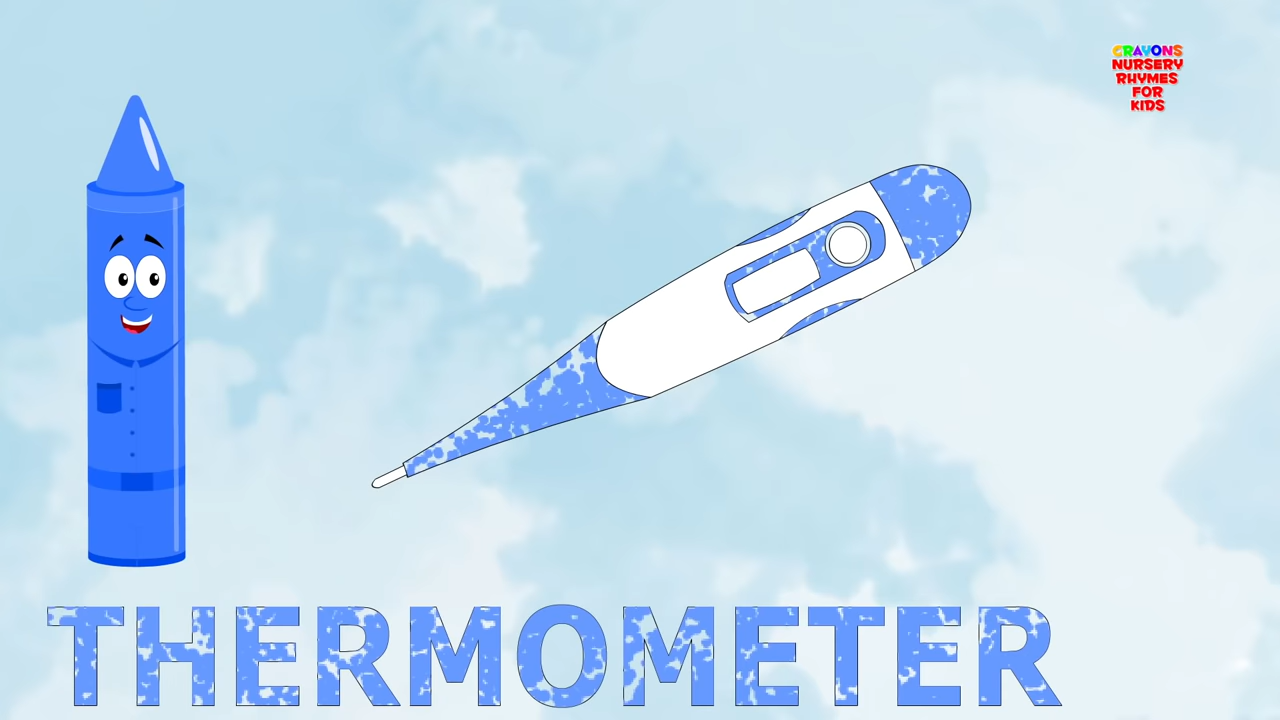 CRAYONS
NURSERY
RHYMES
FOR
KIDS
THERMOMETER